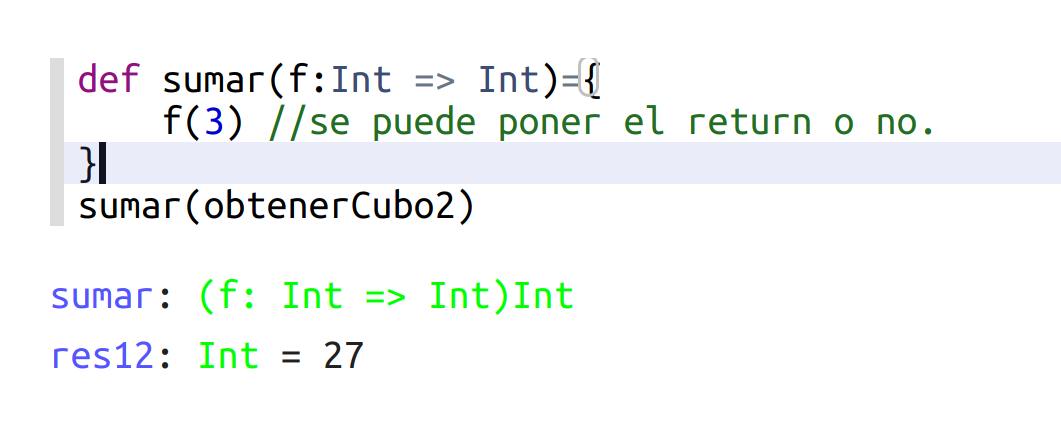 def sumar(f:Int => Int)={
    f(3) //se puede poner el return o no.
}
sumar(obtenerCubo2)
sumar: (f: Int => Int)Int
res12: Int = 27